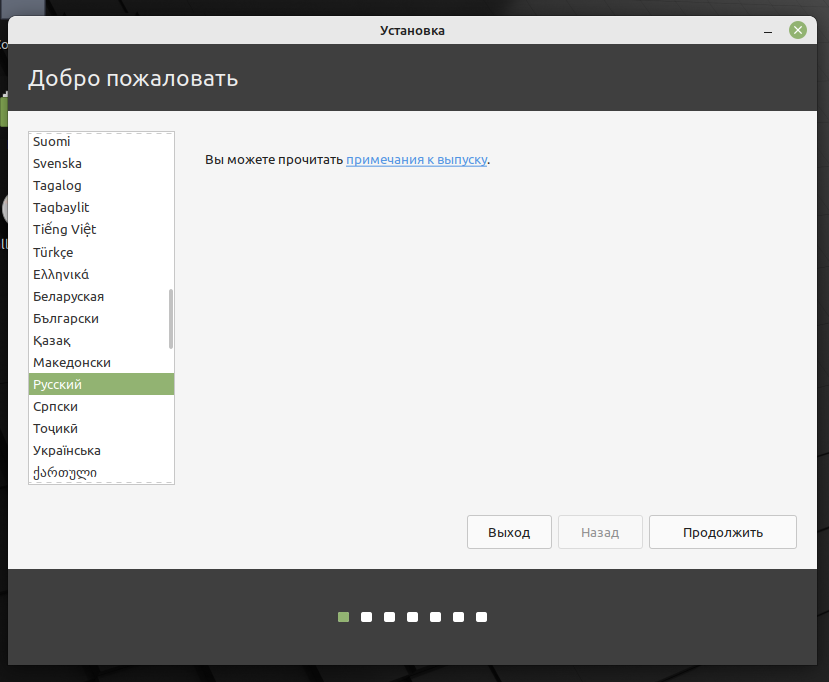 Установка
Добро пожаловать
Suomi
Svenska
Tagalog
Taqbaylit
Tiếng Việt
Türkçe
Ελληνικά
Беларуская
Български
Қазақ
Македонски
Русский
Српски
Тоҷикӣ
Українська
ქართული
Вы можете прочитать примечания к выпуску.
Выход
Назад
Продолжить